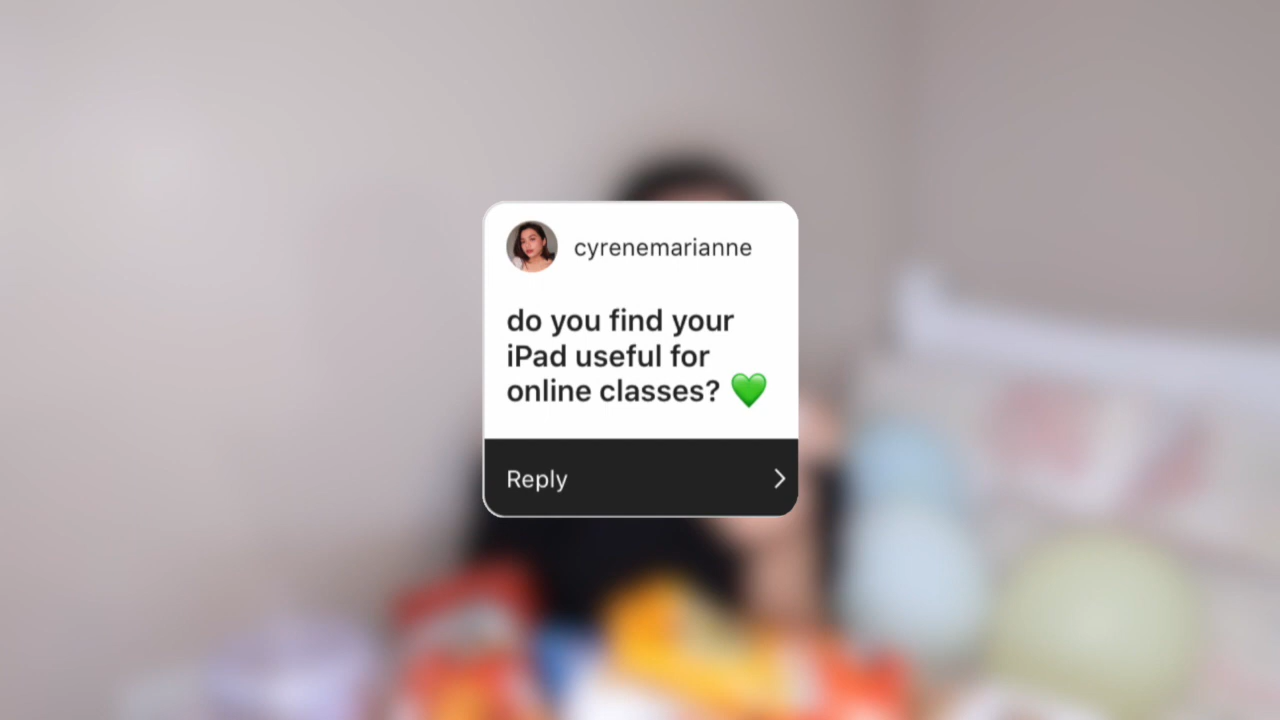 cyrenemarianne
do you find your
iPad useful for
online classes? 💚
Reply